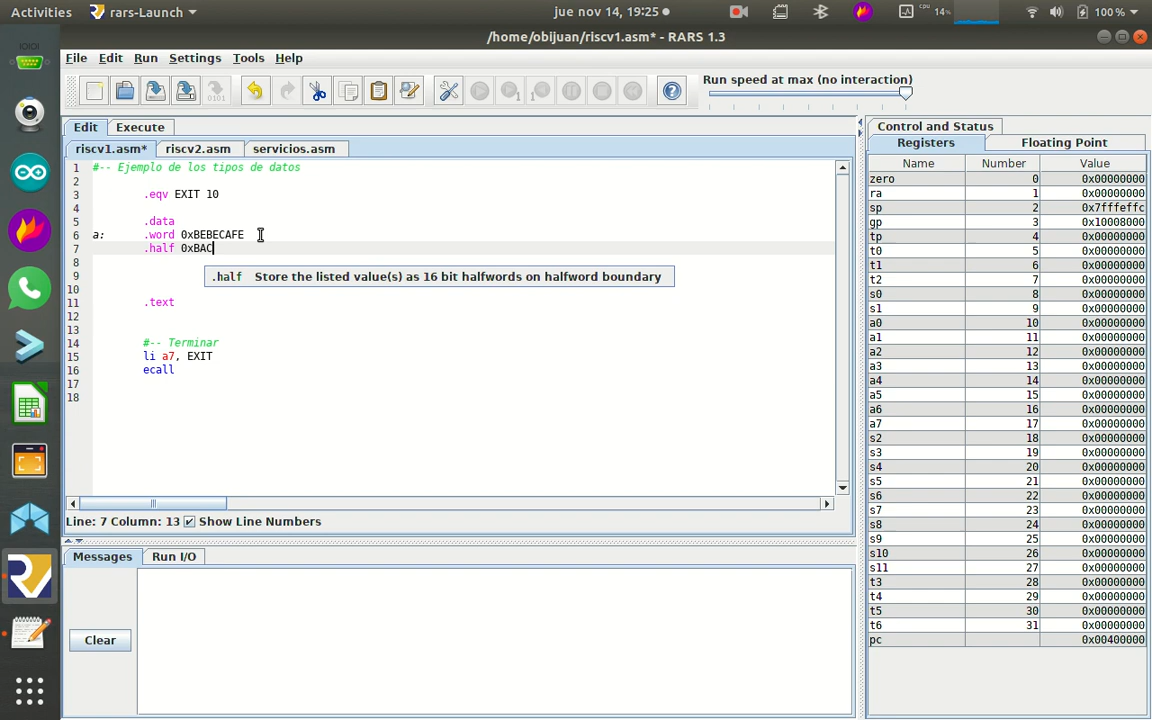 Activities rars-Launch jue nov 14, 19:25 cpu 14% 100%
/home/obijuan/riscv1.asm* - RARS 1.3
File Edit Run Settings Tools Help
Run speed at max (no interaction)
Edit Execute
riscv1.asm* riscv2.asm servicios.asm
1 #-- Ejemplo de los tipos de datos
2
3 .eqv EXIT 10
4
5 .data
6 a: .word 0xBEBECAFE
7 .half 0xBAC
8
.half Store the listed value(s) as 16 bit halfwords on halfword boundary
9
10
11 .text
12
13
14 #-- Terminar
15 li a7, EXIT
16 ecall
17
18
Line: 7 Column: 13 Show Line Numbers
Messages Run I/O
Clear
Control and Status
Registers Floating Point
Name Number Value
zero 0 0x00000000
ra 1 0x00000000
sp 2 0x7fffeffc
gp 3 0x10008000
tp 4 0x00000000
t0 5 0x00000000
t1 6 0x00000000
t2 7 0x00000000
s0 8 0x00000000
s1 9 0x00000000
a0 10 0x00000000
a1 11 0x00000000
a2 12 0x00000000
a3 13 0x00000000
a4 14 0x00000000
a5 15 0x00000000
a6 16 0x00000000
a7 17 0x00000000
s2 18 0x00000000
s3 19 0x00000000
s4 20 0x00000000
s5 21 0x00000000
s6 22 0x00000000
s7 23 0x00000000
s8 24 0x00000000
s9 25 0x00000000
s10 26 0x00000000
s11 27 0x00000000
t3 28 0x00000000
t4 29 0x00000000
t5 30 0x00000000
t6 31 0x00000000
pc 0x00400000